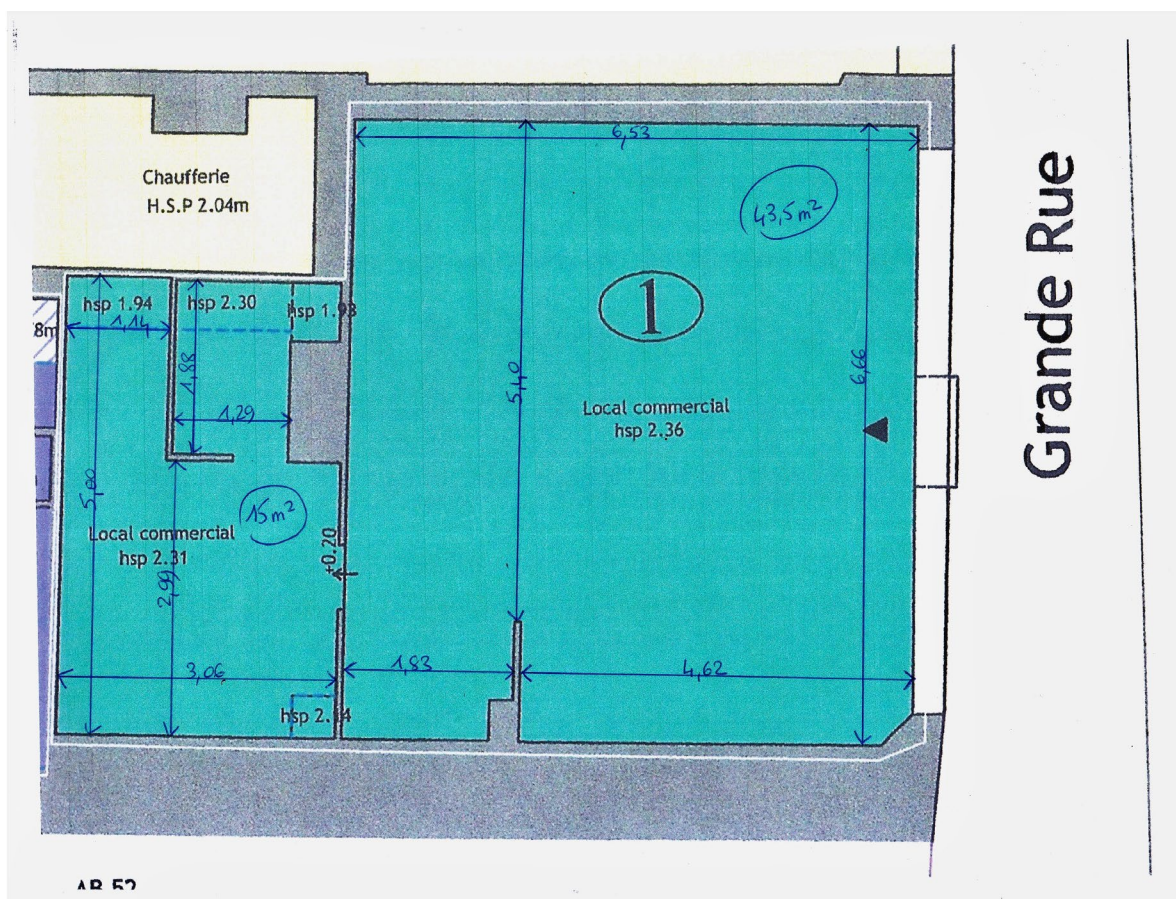 6,53
Chaufferie
H.S.P 2.04m
43,5 m²
Grande Rue
hsp 1.94
hsp 2.30
hsp 1.93
1
1,14
8m
1,88
5,10
6,66
1,29
Local commercial
hsp 2.36
5,00
15 m²
Local commercial
hsp 2.31
+0.20
2,99
3,06
1,83
4,62
hsp 2.14
AB 52